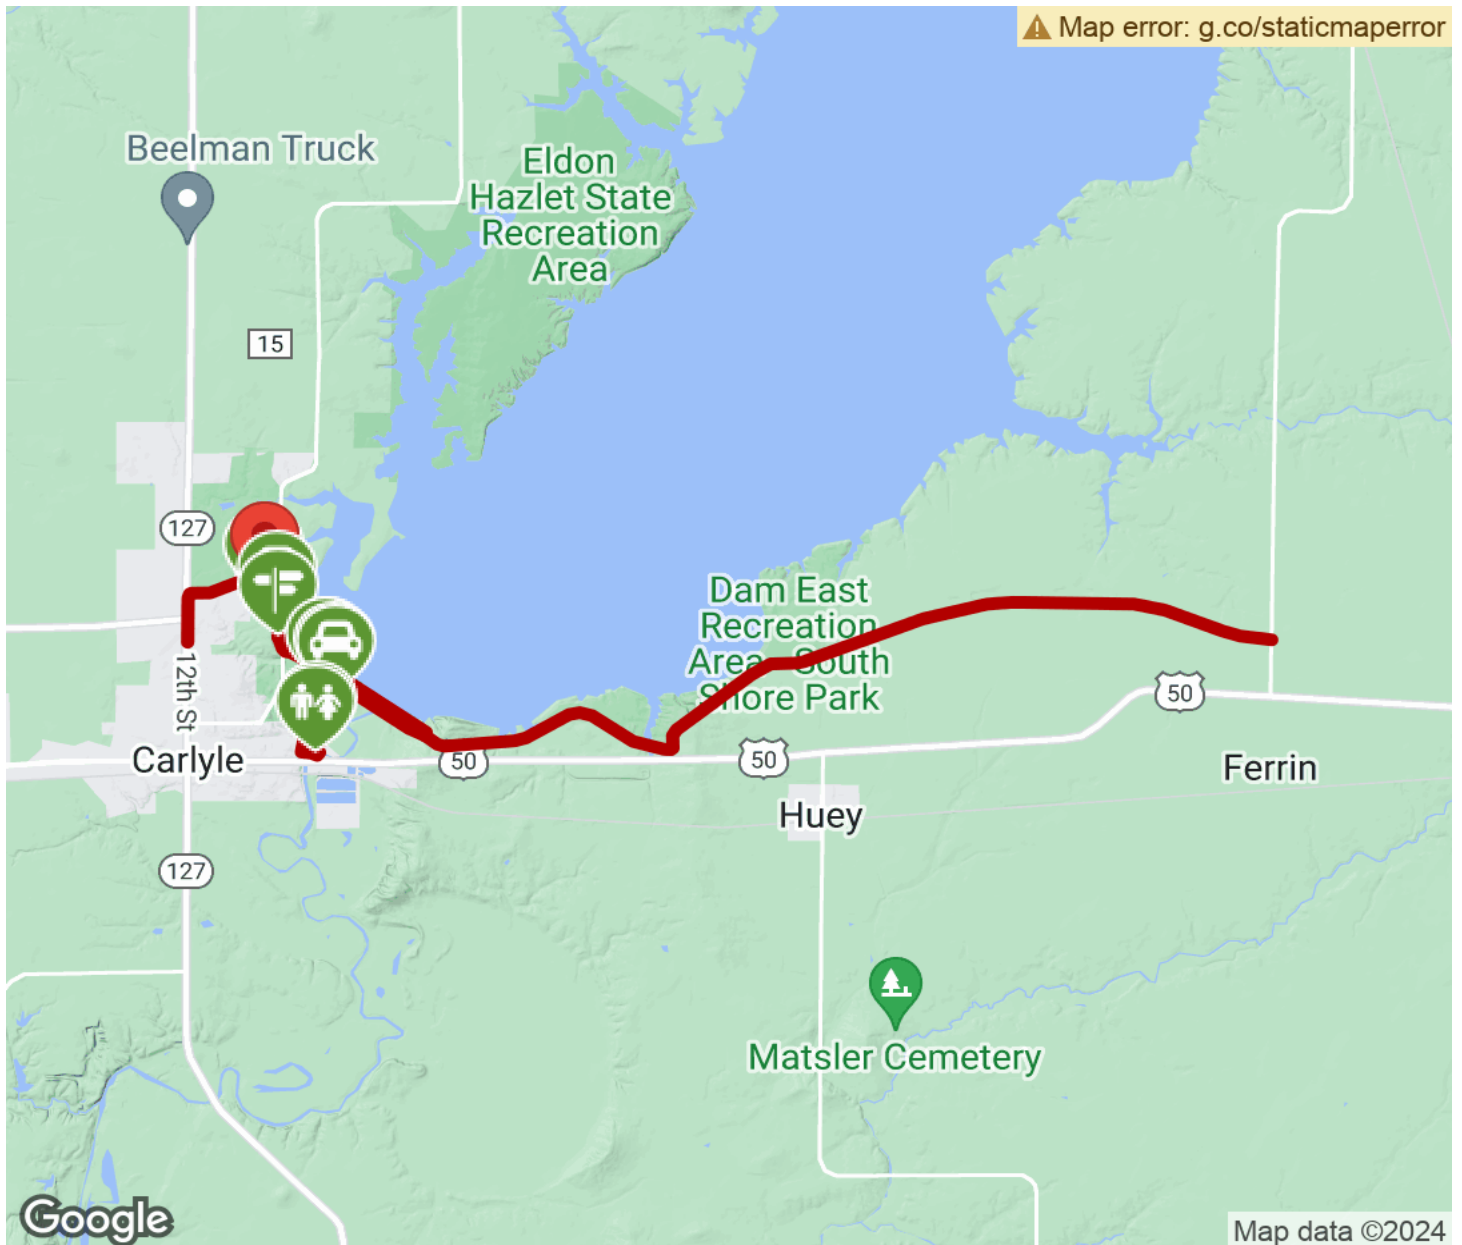 Map error: g.co/staticmaperror
Beelman Truck
Eldon
Hazlet State
Recreation
Area
15
127
Dam East
Recreation
Area - South
Shore Park
12th St
50
Carlyle
50
50
Ferrin
Huey
127
Matsler Cemetery
Google
Map data ©2024